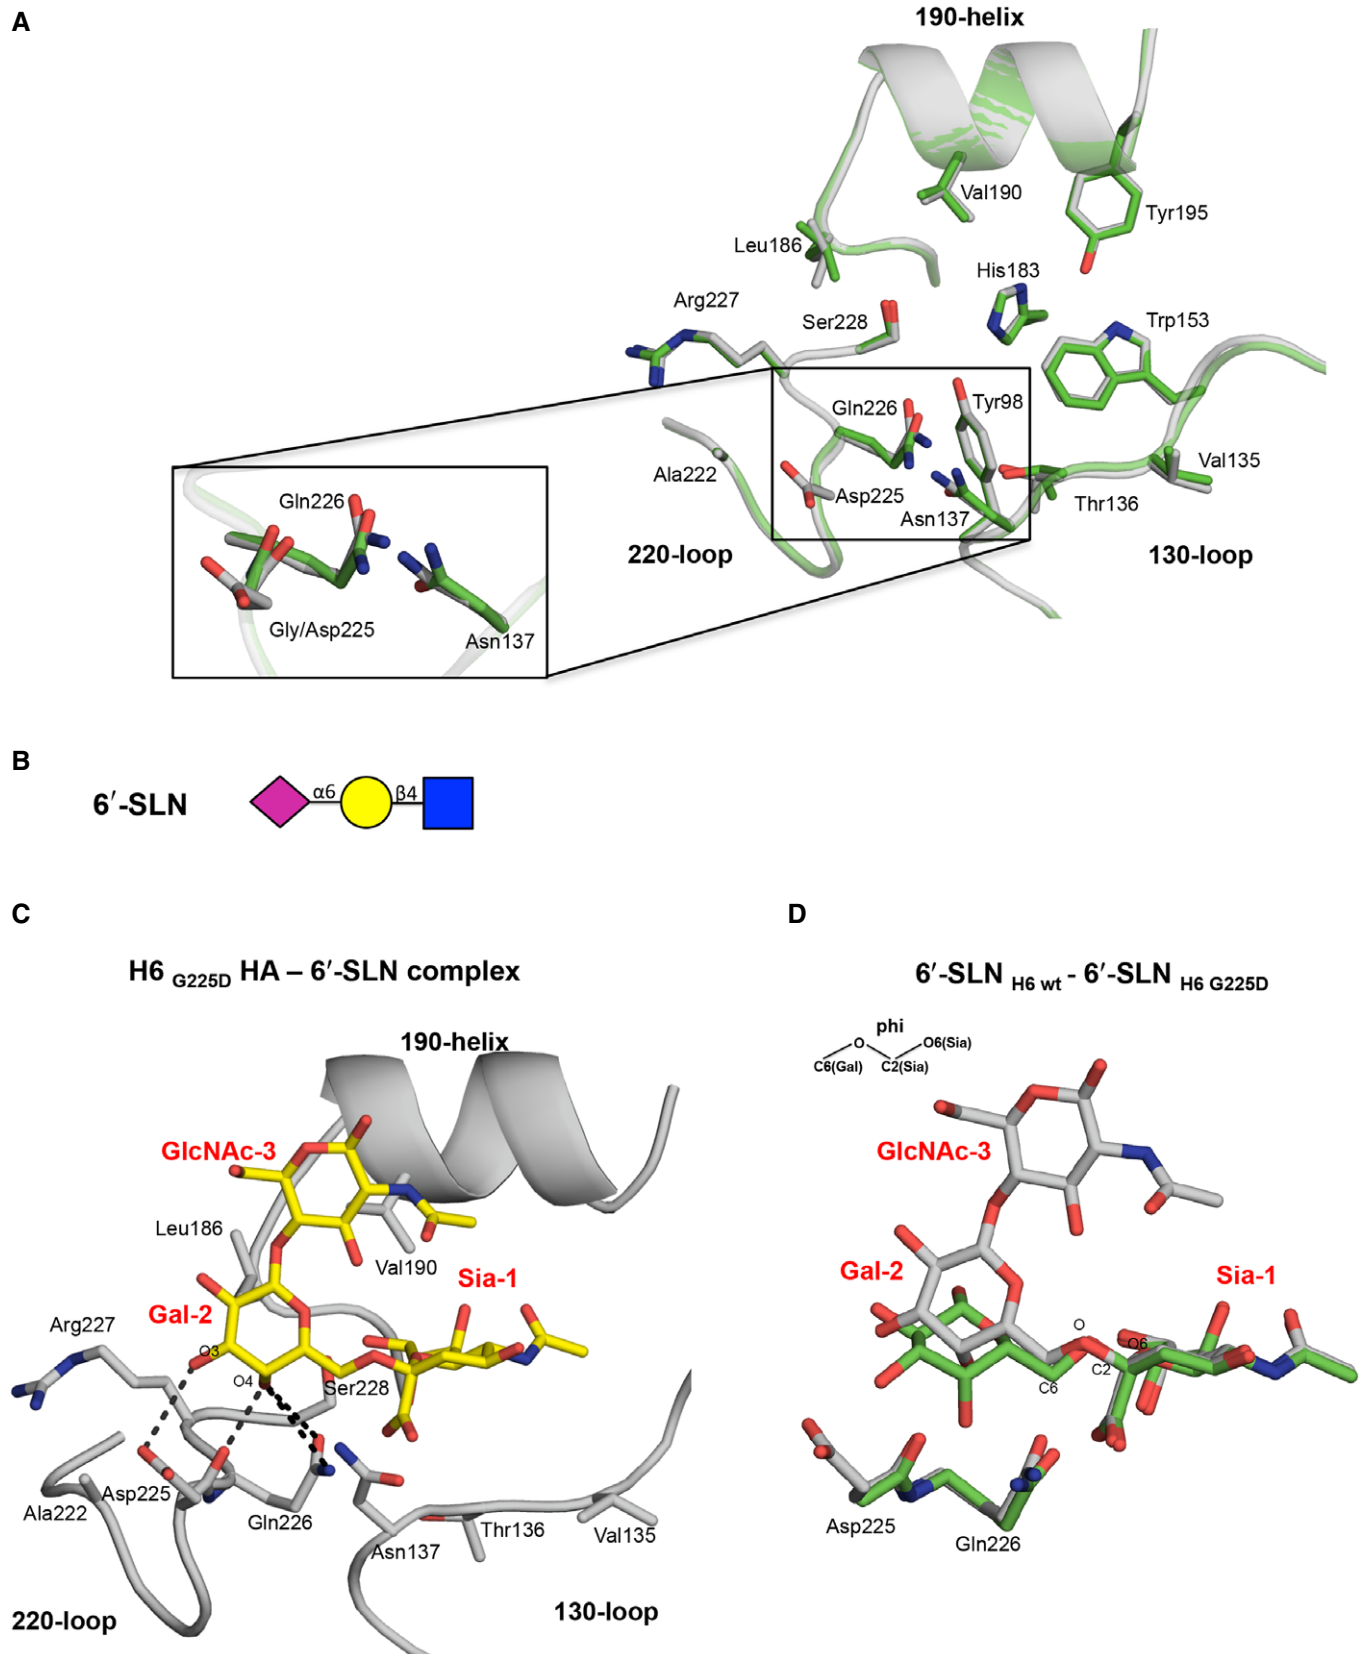 A
190-helix
Val190
Tyr195
Leu186
His183
Arg227
Ser228
Trp153
Gln226
Tyr98
Ala222
Asp225
Val135
Asn137
Thr136
220-loop
130-loop
Gln226
Gly/Asp225
Asn137
B
6′-SLN
α6
β4
C
H6 G225D HA – 6′-SLN complex
190-helix
GlcNAc-3
Leu186
Val190
Sia-1
Gal-2
Arg227
O3
O4
Ser228
Asp225
Ala222
Gln226
Thr136
Val135
Asn137
220-loop
130-loop
D
6′-SLN H6 wt - 6′-SLN H6 G225D
phi
O
O6(Sia)
C6(Gal)
C2(Sia)
GlcNAc-3
Gal-2
Sia-1
O
O6
C2
C6
Asp225
Gln226